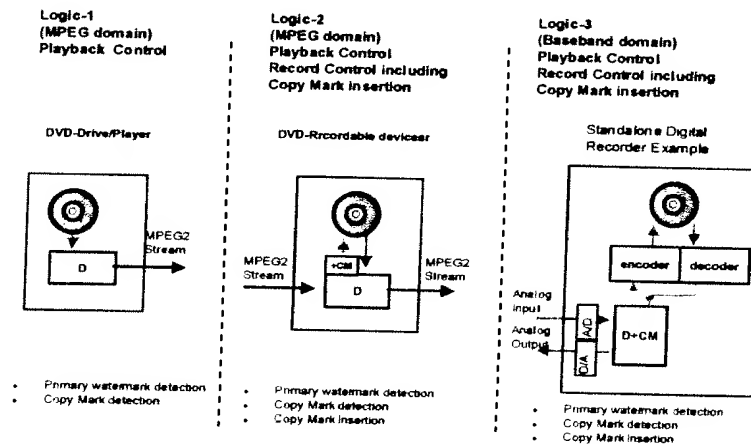 Logic-1
(MPEG domain)
Playback Control
DVD-Drive/Player
MPEG2
Stream
D
• Primary watermark detection
• Copy Mark detection
Logic-2
(MPEG domain)
Playback Control
Record Control including
Copy Mark insertion
DVD-Rrcordable devicesr
MPEG2
Stream
+CM
D
MPEG2
Stream
• Primary watermark detection
• Copy Mark detection
• Copy Mark Insertion
Logic-3
(Baseband domain)
Playback Control
Record Control including
Copy Mark insertion
Standalone Digital
Recorder Example
encoder
decoder
Analog
Input
Analog
Output
A/D
D/A
D+CM
• Primary watermark detection
• Copy Mark detection
• Copy Mark insertion